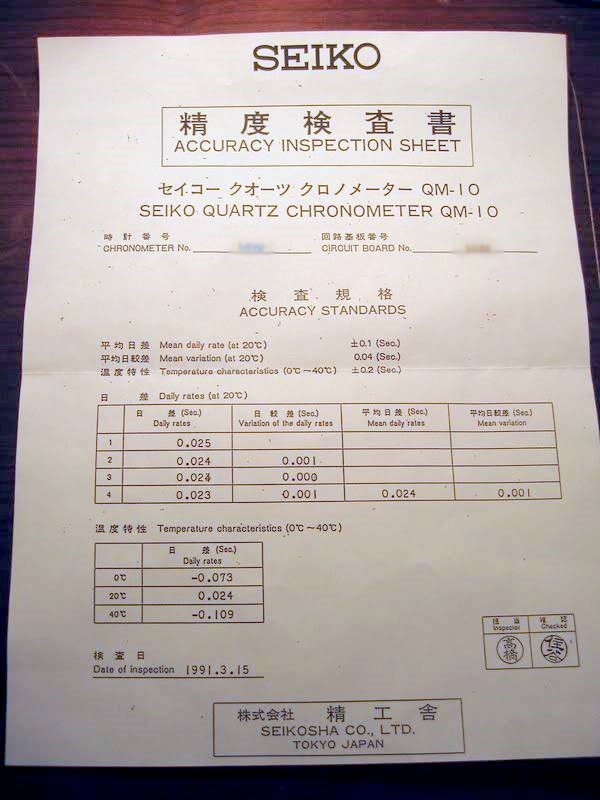 SEIKO
精度検査書
ACCURACY INSPECTION SHEET
セイコー クオーツ クロノメーター QM-10
SEIKO QUARTZ CHRONOMETER QM-10
時計番号 回路基板番号
CHRONOMETER No. CIRCUIT BOARD No.
検査規格
ACCURACY STANDARDS
平均日差 Mean daily rate (at 20℃) ±0.1 (Sec.)
平均日較差 Mean variation (at 20℃) 0.04 (Sec.)
温度特性 Temperature characteristics (0℃〜40℃) ±0.2 (Sec.)
日差 Daily rates (at 20℃)
日差 (Sec.) 日較差 (Sec.) 平均日差 (Sec.) 平均日較差 (Sec.)
Daily rates Variation of the daily rates Mean daily rates Mean variation
1 0.025
2 0.024 0.001
3 0.024 0.000
4 0.023 0.001 0.024 0.001
温度特性 Temperature characteristics (0℃〜40℃)
日差 (Sec.)
Daily rates
0℃ -0.073
20℃ 0.024
40℃ -0.109
担当 確認
Inspector Checked
高橋
検査日
Date of inspection 1991.3.15
株式会社 精工舎
SEIKOSHA CO., LTD.
TOKYO JAPAN